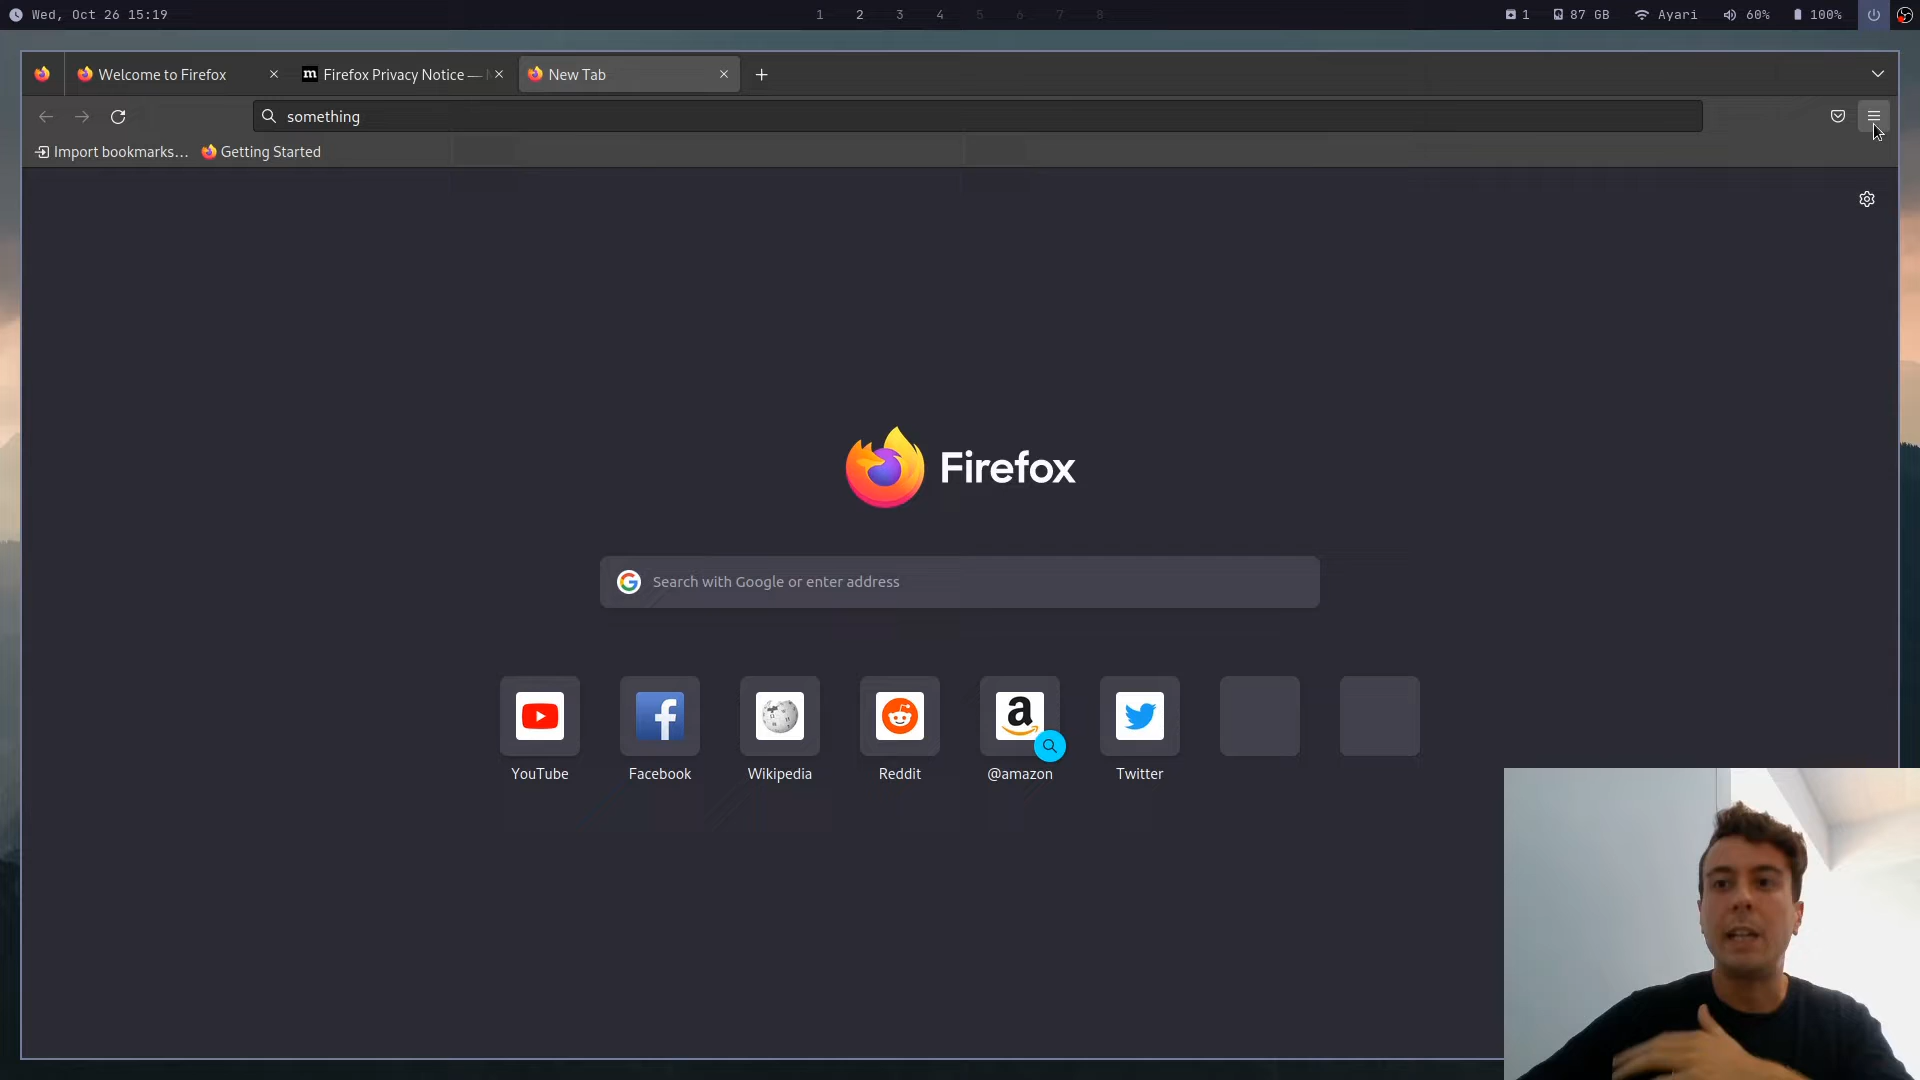 Wed, Oct 26 15:19
1 2 3 4 5 6 7 8
1 87 GB Ayari 60% 100%
Welcome to Firefox
Firefox Privacy Notice —
New Tab
something
Import bookmarks...
Getting Started
Firefox
Search with Google or enter address
YouTube
Facebook
Wikipedia
Reddit
@amazon
Twitter